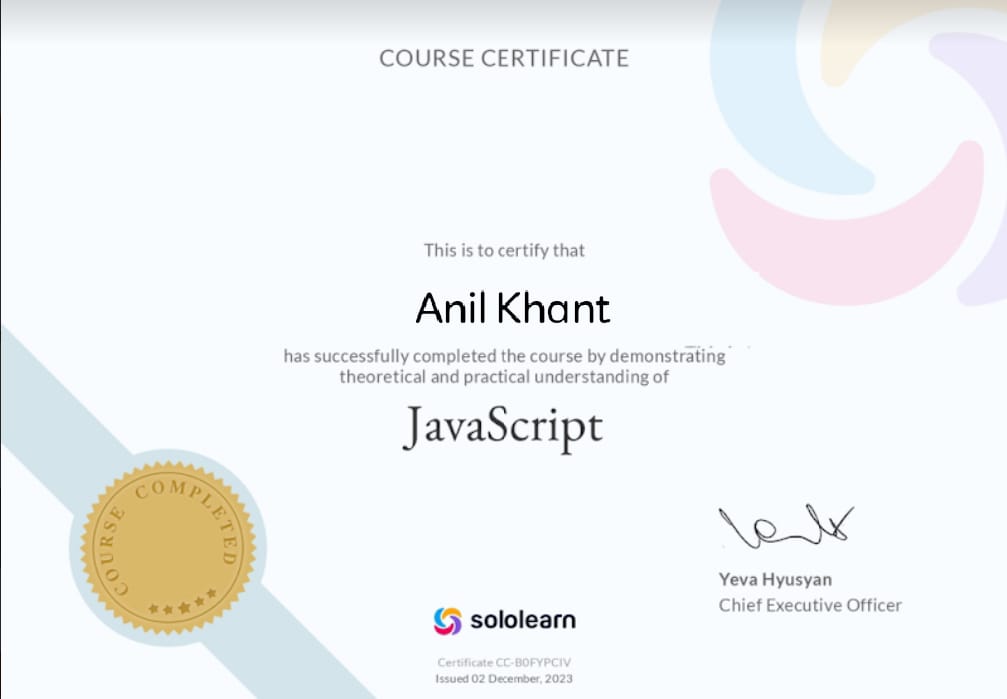 COURSE CERTIFICATE
This is to certify that
Anil Khant
has successfully completed the course by demonstrating
theoretical and practical understanding of
JavaScript
COURSE COMPLETED
Yeva Hyusyan
Chief Executive Officer
sololearn
Certificate CC-B0FYPCIV
Issued 02 December, 2023